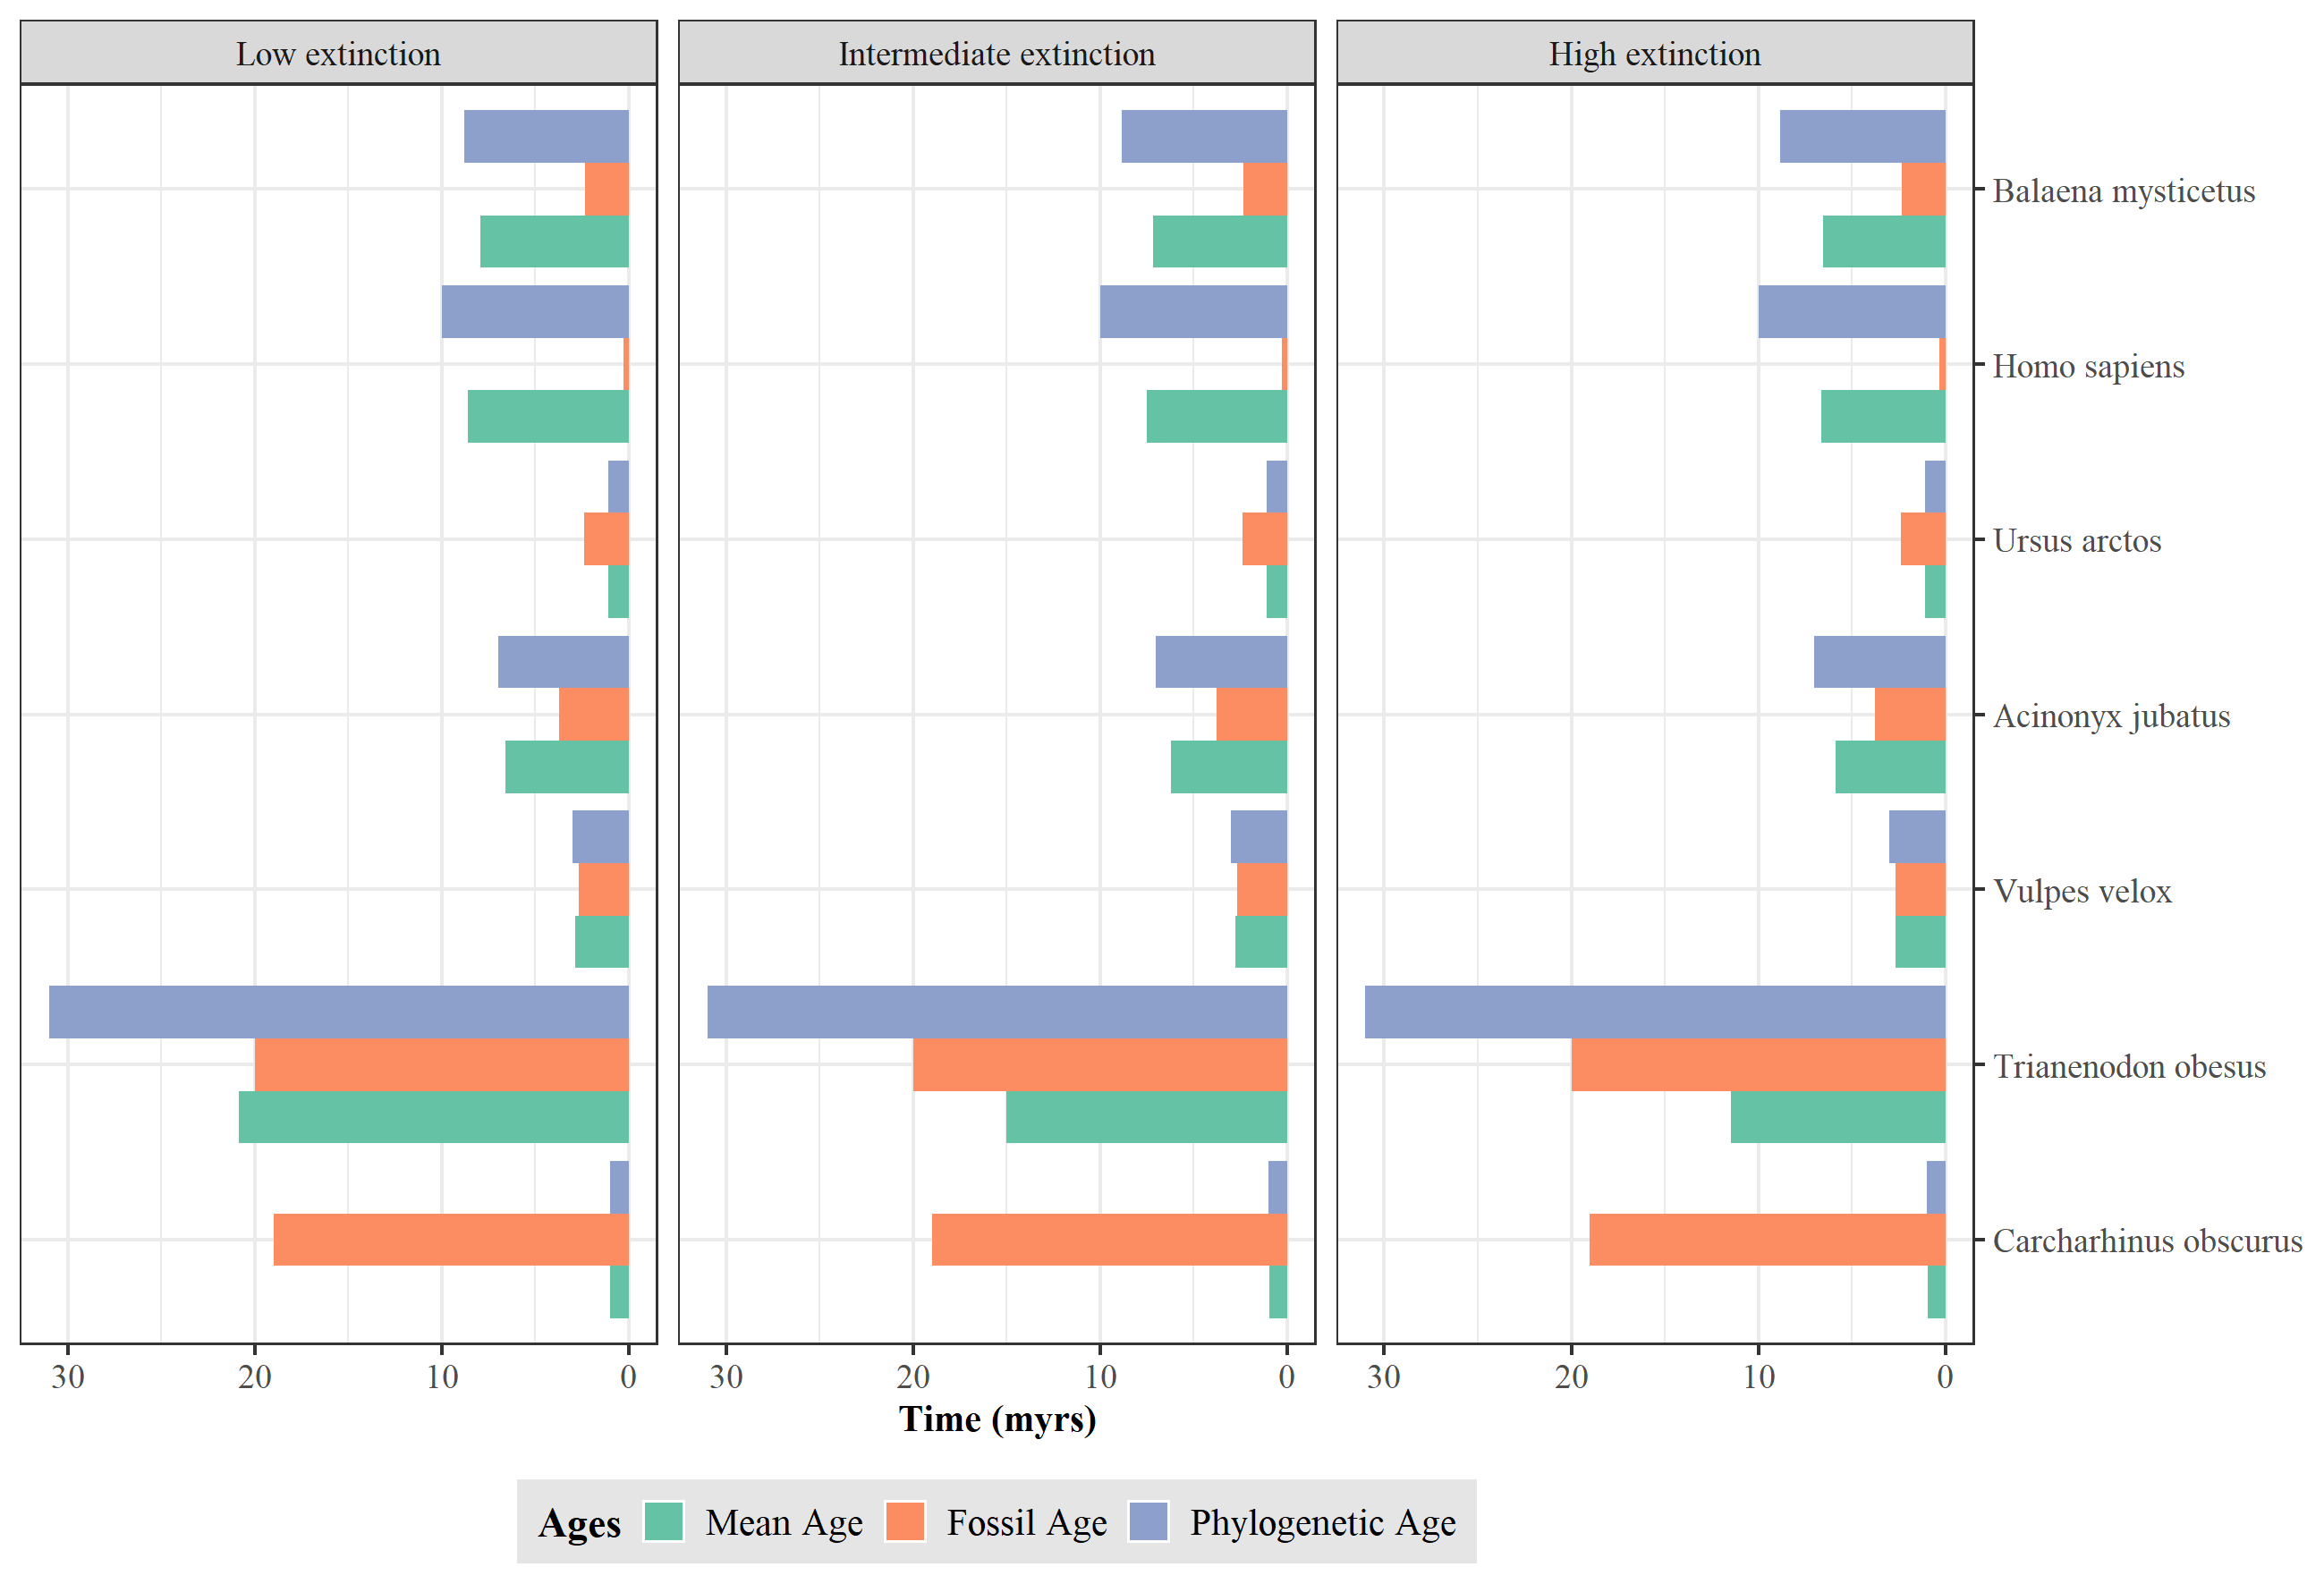 Low extinction
Intermediate extinction
High extinction
Balaena mysticetus
Homo sapiens
Ursus arctos
Acinonyx jubatus
Vulpes velox
Trianenodon obesus
Carcharhinus obscurus
30 20 10 0
30 20 10 0
30 20 10 0
Time (myrs)
Ages Mean Age Fossil Age Phylogenetic Age